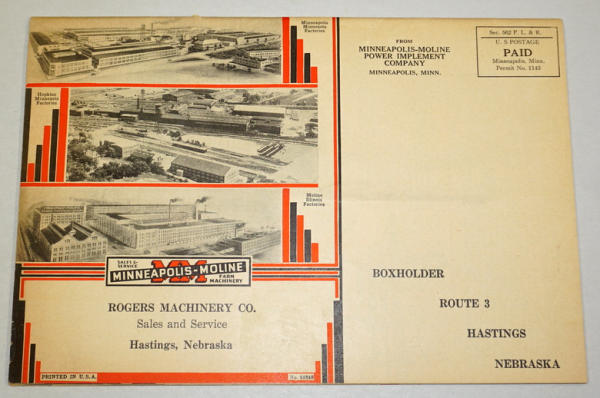 Minneapolis
Minnesota
Factories
Hopkins
Minnesota
Factories
Moline
Illinois
Factories
SALES &
SERVICE
MM
MINNEAPOLIS-MOLINE
FARM
MACHINERY
ROGERS MACHINERY CO.
Sales and Service
Hastings, Nebraska
PRINTED IN U.S.A.
FROM
MINNEAPOLIS-MOLINE
POWER IMPLEMENT
COMPANY
MINNEAPOLIS, MINN.
Sec. 562 P. L. & R.
U. S POSTAGE
PAID
Minneapolis, Minn.
Permit No. 1143
BOXHOLDER
ROUTE 3
HASTINGS
NEBRASKA